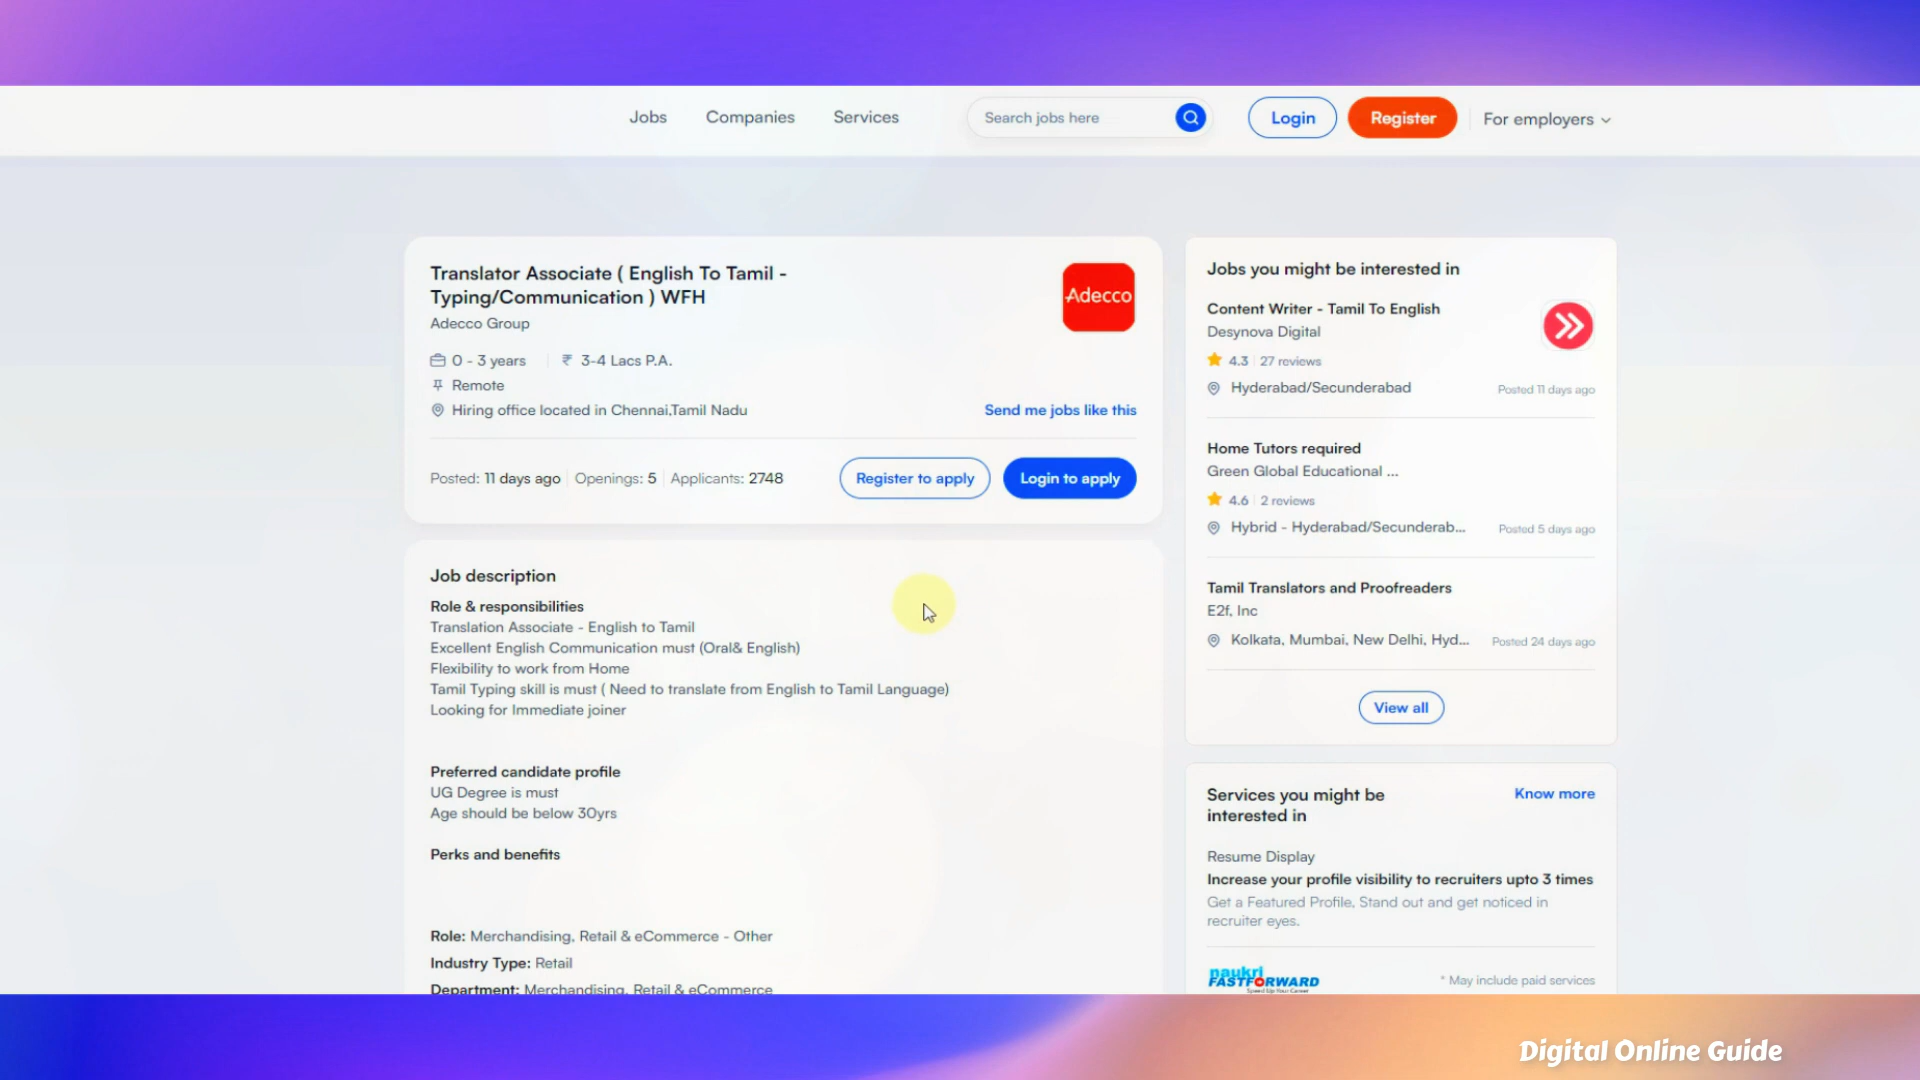 Jobs
Companies
Services
Search jobs here
Login
Register
For employers
Translator Associate ( English To Tamil -
Typing/Communication ) WFH
Adecco Group
Adecco
0 - 3 years
₹ 3-4 Lacs P.A.
Remote
Hiring office located in Chennai,Tamil Nadu
Send me jobs like this
Posted: 11 days ago
Openings: 5
Applicants: 2748
Register to apply
Login to apply
Job description
Role & responsibilities
Translation Associate - English to Tamil
Excellent English Communication must (Oral& English)
Flexibility to work from Home
Tamil Typing skill is must ( Need to translate from English to Tamil Language)
Looking for Immediate joiner
Preferred candidate profile
UG Degree is must
Age should be below 30yrs
Perks and benefits
Role: Merchandising, Retail & eCommerce - Other
Industry Type: Retail
Department: Merchandising, Retail & eCommerce
Jobs you might be interested in
Content Writer - Tamil To English
Desynova Digital
4.3 27 reviews
Hyderabad/Secunderabad
Posted 11 days ago
Home Tutors required
Green Global Educational ...
4.6 2 reviews
Hybrid - Hyderabad/Secunderab...
Posted 5 days ago
Tamil Translators and Proofreaders
E2f, Inc
Kolkata, Mumbai, New Delhi, Hyd...
Posted 24 days ago
View all
Services you might be
interested in
Know more
Resume Display
Increase your profile visibility to recruiters upto 3 times
Get a Featured Profile, Stand out and get noticed in
recruiter eyes.
naukri
FASTFORWARD
Speed Up Your Career
* May include paid services
Digital Online Guide